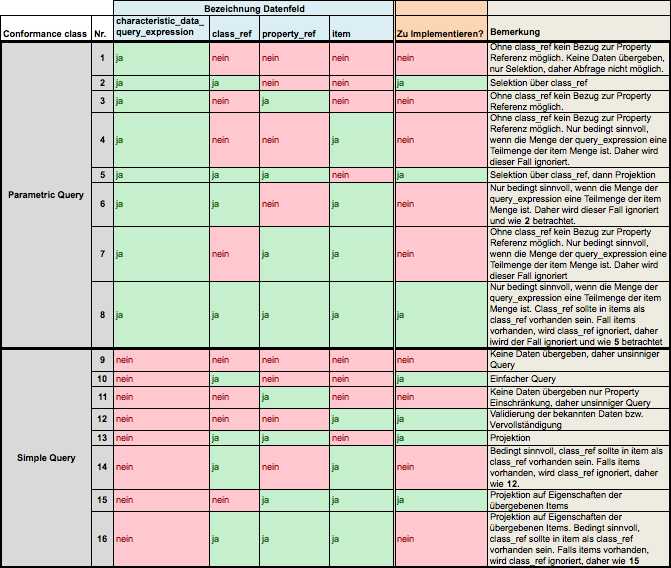 Bezeichnung Datenfeld
Conformance class Nr. characteristic_data_ query_expression class_ref property_ref item Zu Implementieren? Bemerkung
Parametric Query
1 ja nein nein nein nein Ohne class_ref kein Bezug zur Property
Referenz möglich. Keine Daten übergeben,
nur Selektion, daher Abfrage nicht möglich.
2 ja ja nein nein ja Selektion über class_ref
3 ja nein ja nein nein Ohne class_ref kein Bezug zur Property
Referenz möglich.
4 ja nein nein ja nein Ohne class_ref kein Bezug zur Property
Referenz möglich. Nur bedingt sinnvoll,
wenn die Menge der query_expression eine
Teilmenge der item Menge ist. Daher wird
dieser Fall ignoriert.
5 ja ja ja nein ja Selektion über class_ref, dann Projektion
6 ja ja nein ja nein Nur bedingt sinnvoll, wenn die Menge der
query_expression eine Teilmenge der item
Menge ist. Daher wird dieser Fall ignoriert
und wie 2 betrachtet.
7 ja nein ja ja nein Ohne class_ref kein Bezug zur Property
Referenz möglich. Nur bedingt sinnvoll,
wenn die Menge der query_expression eine
Teilmenge der item Menge ist. Daher wird
dieser Fall ignoriert
8 ja ja ja ja ja Nur bedingt sinnvoll, wenn die Menge der
query_expression eine Teilmenge der item
Menge ist. Class_ref sollte in items als
class_ref vorhanden sein. Fall items
vorhanden, wird class_ref ignoriert, daher
iwird der Fall ignoriert und wie 5 betrachtet
Simple Query
9 nein nein nein nein nein Keine Daten übergeben, daher unsinniger
Query
10 nein ja nein nein ja Einfacher Query
11 nein nein ja nein nein Keine Daten übergeben nur Property
Einschränkung, daher unsinniger Query
12 nein nein nein ja ja Validierung der bekannten Daten bzw.
Vervollständigung
13 nein ja ja nein ja Projektion
14 nein ja nein ja nein Bedingt sinnvoll, class_ref sollte in item als
class_ref vorhanden sein. Falls items
vorhanden, wird class_ref ignoriert, daher
wie 12.
15 nein nein ja ja ja Projektion auf Eigenschaften der
übergebenen Items
16 nein ja ja ja nein Projektion auf Eigenschaften der
übergebenen Items. Bedingt sinnvoll,
class_ref sollte in item als class_ref
vorhanden sein. Falls items vorhanden,
wird class_ref ignoriert, daher wie 15